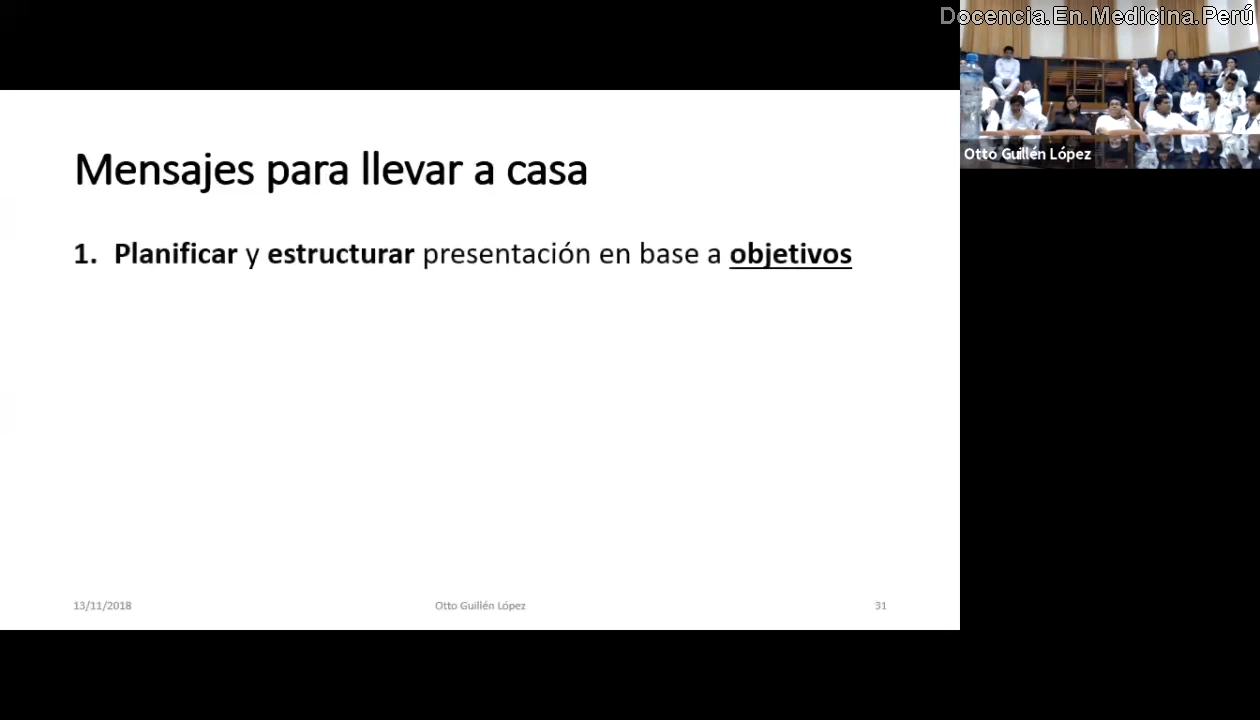 Docencia.En.Medicina.Perú
Otto Guillén López
Mensajes para llevar a casa
1. Planificar y estructurar presentación en base a objetivos
13/11/2018 Otto Guillén López 31